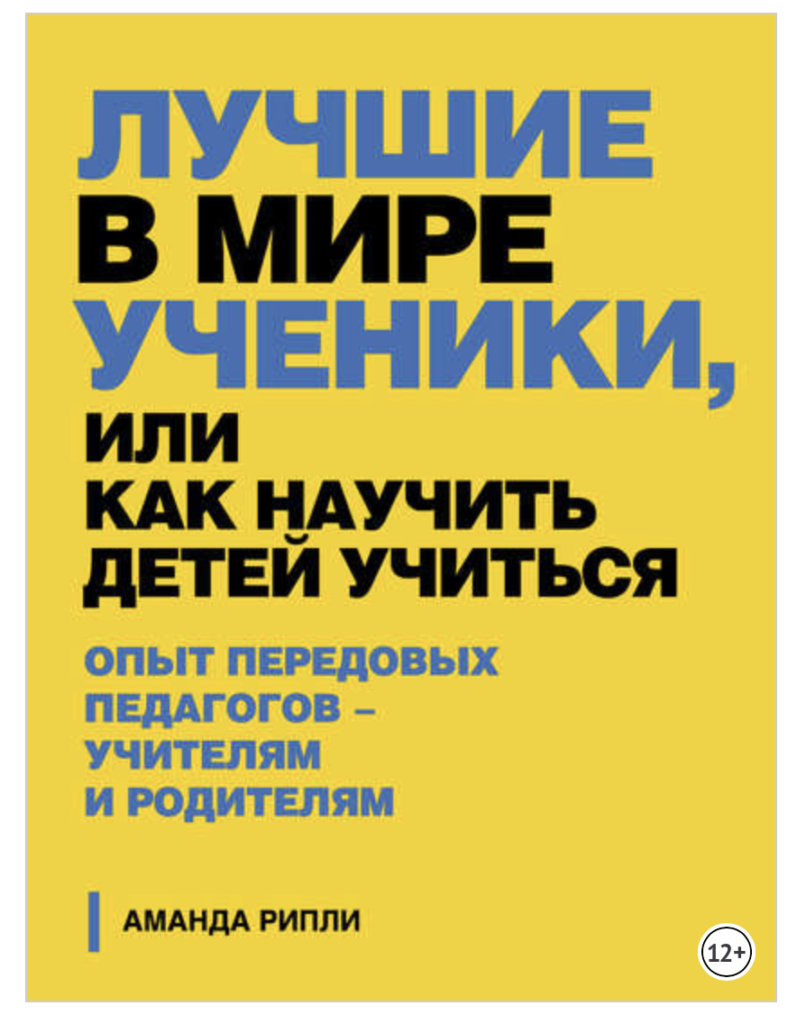 ЛУЧШИЕ
В МИРЕ
УЧЕНИКИ,
ИЛИ
КАК НАУЧИТЬ
ДЕТЕЙ УЧИТЬСЯ
ОПЫТ ПЕРЕДОВЫХ
ПЕДАГОГОВ –
УЧИТЕЛЯМ
И РОДИТЕЛЯМ
АМАНДА РИПЛИ
12+